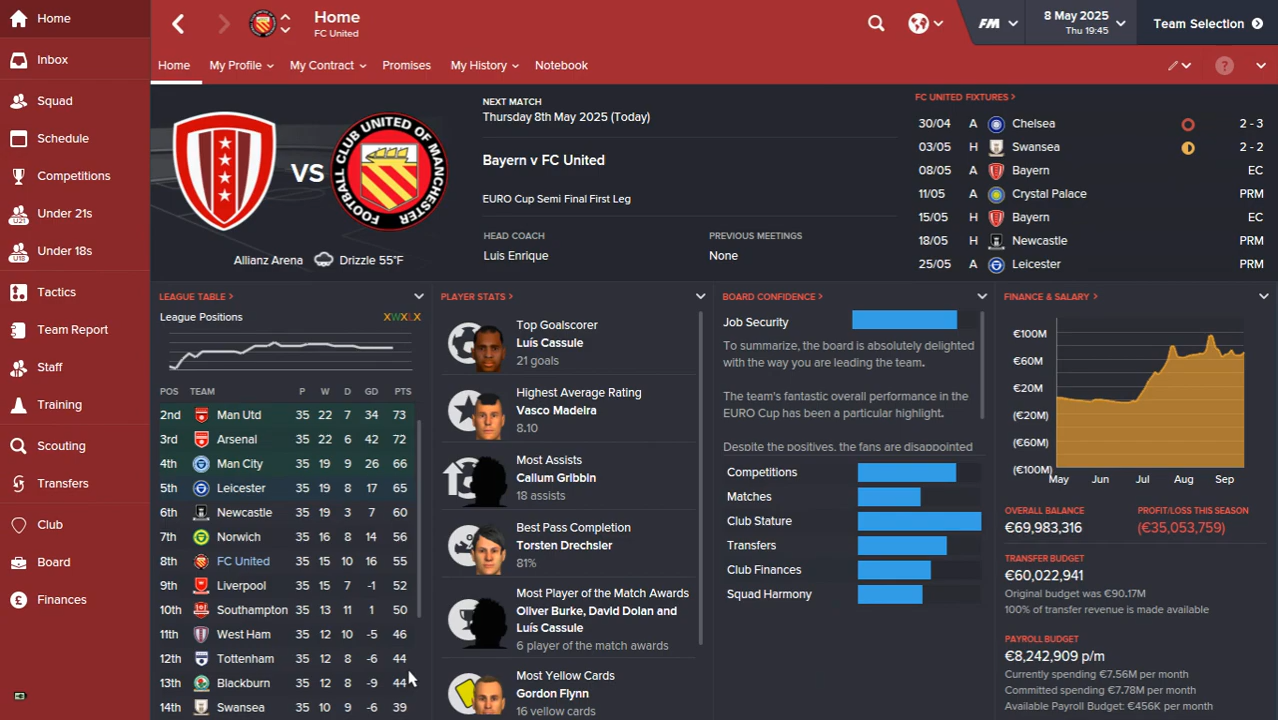 Home
Inbox
Squad
Schedule
Competitions
Under 21s
Under 18s
Tactics
Team Report
Staff
Training
Scouting
Transfers
Club
Board
Finances
Home
FC United
FM
8 May 2025
Thu 19:45
Team Selection
Home
My Profile
My Contract
Promises
My History
Notebook
VS
FOOTBALL CLUB UNITED OF MANCHESTER
Allianz Arena
Drizzle 55°F
NEXT MATCH
Thursday 8th May 2025 (Today)
Bayern v FC United
EURO Cup Semi Final First Leg
HEAD COACH
Luis Enrique
PREVIOUS MEETINGS
None
FC UNITED FIXTURES >
30/04 A Chelsea 2 - 3
03/05 H Swansea 2 - 2
08/05 A Bayern EC
11/05 A Crystal Palace PRM
15/05 H Bayern EC
18/05 H Newcastle PRM
25/05 A Leicester PRM
LEAGUE TABLE >
League Positions
XWXLX
POS TEAM P W D GD PTS
2nd Man Utd 35 22 7 34 73
3rd Arsenal 35 22 6 42 72
4th Man City 35 19 9 26 66
5th Leicester 35 19 8 17 65
6th Newcastle 35 19 3 7 60
7th Norwich 35 16 8 14 56
8th FC United 35 15 10 16 55
9th Liverpool 35 15 7 -1 52
10th Southampton 35 13 11 1 50
11th West Ham 35 12 10 -5 46
12th Tottenham 35 12 8 -6 44
13th Blackburn 35 12 8 -9 44
14th Swansea 35 10 9 -6 39
PLAYER STATS >
Top Goalscorer
Luís Cassule
21 goals
Highest Average Rating
Vasco Madeira
8.10
Most Assists
Callum Gribbin
18 assists
Best Pass Completion
Torsten Drechsler
81%
Most Player of the Match Awards
Oliver Burke, David Dolan and
Luís Cassule
6 player of the match awards
Most Yellow Cards
Gordon Flynn
16 yellow cards
BOARD CONFIDENCE >
Job Security
To summarize, the board is absolutely delighted
with the way you are leading the team.
The team's fantastic overall performance in the
EURO Cup has been a particular highlight.
Despite the positives, the fans are disappointed
Competitions
Matches
Club Stature
Transfers
Club Finances
Squad Harmony
FINANCE & SALARY >
€100M
€60M
€20M
(€20M)
(€60M)
(€100M)
May Jun Jul Aug Sep
OVERALL BALANCE
€69,983,316
PROFIT/LOSS THIS SEASON
(€35,053,759)
TRANSFER BUDGET
€60,022,941
Original budget was €90.17M
100% of transfer revenue is made available
PAYROLL BUDGET
€8,242,909 p/m
Currently spending €7.56M per month
Committed spending €7.78M per month
Available Payroll Budget: €456K per month